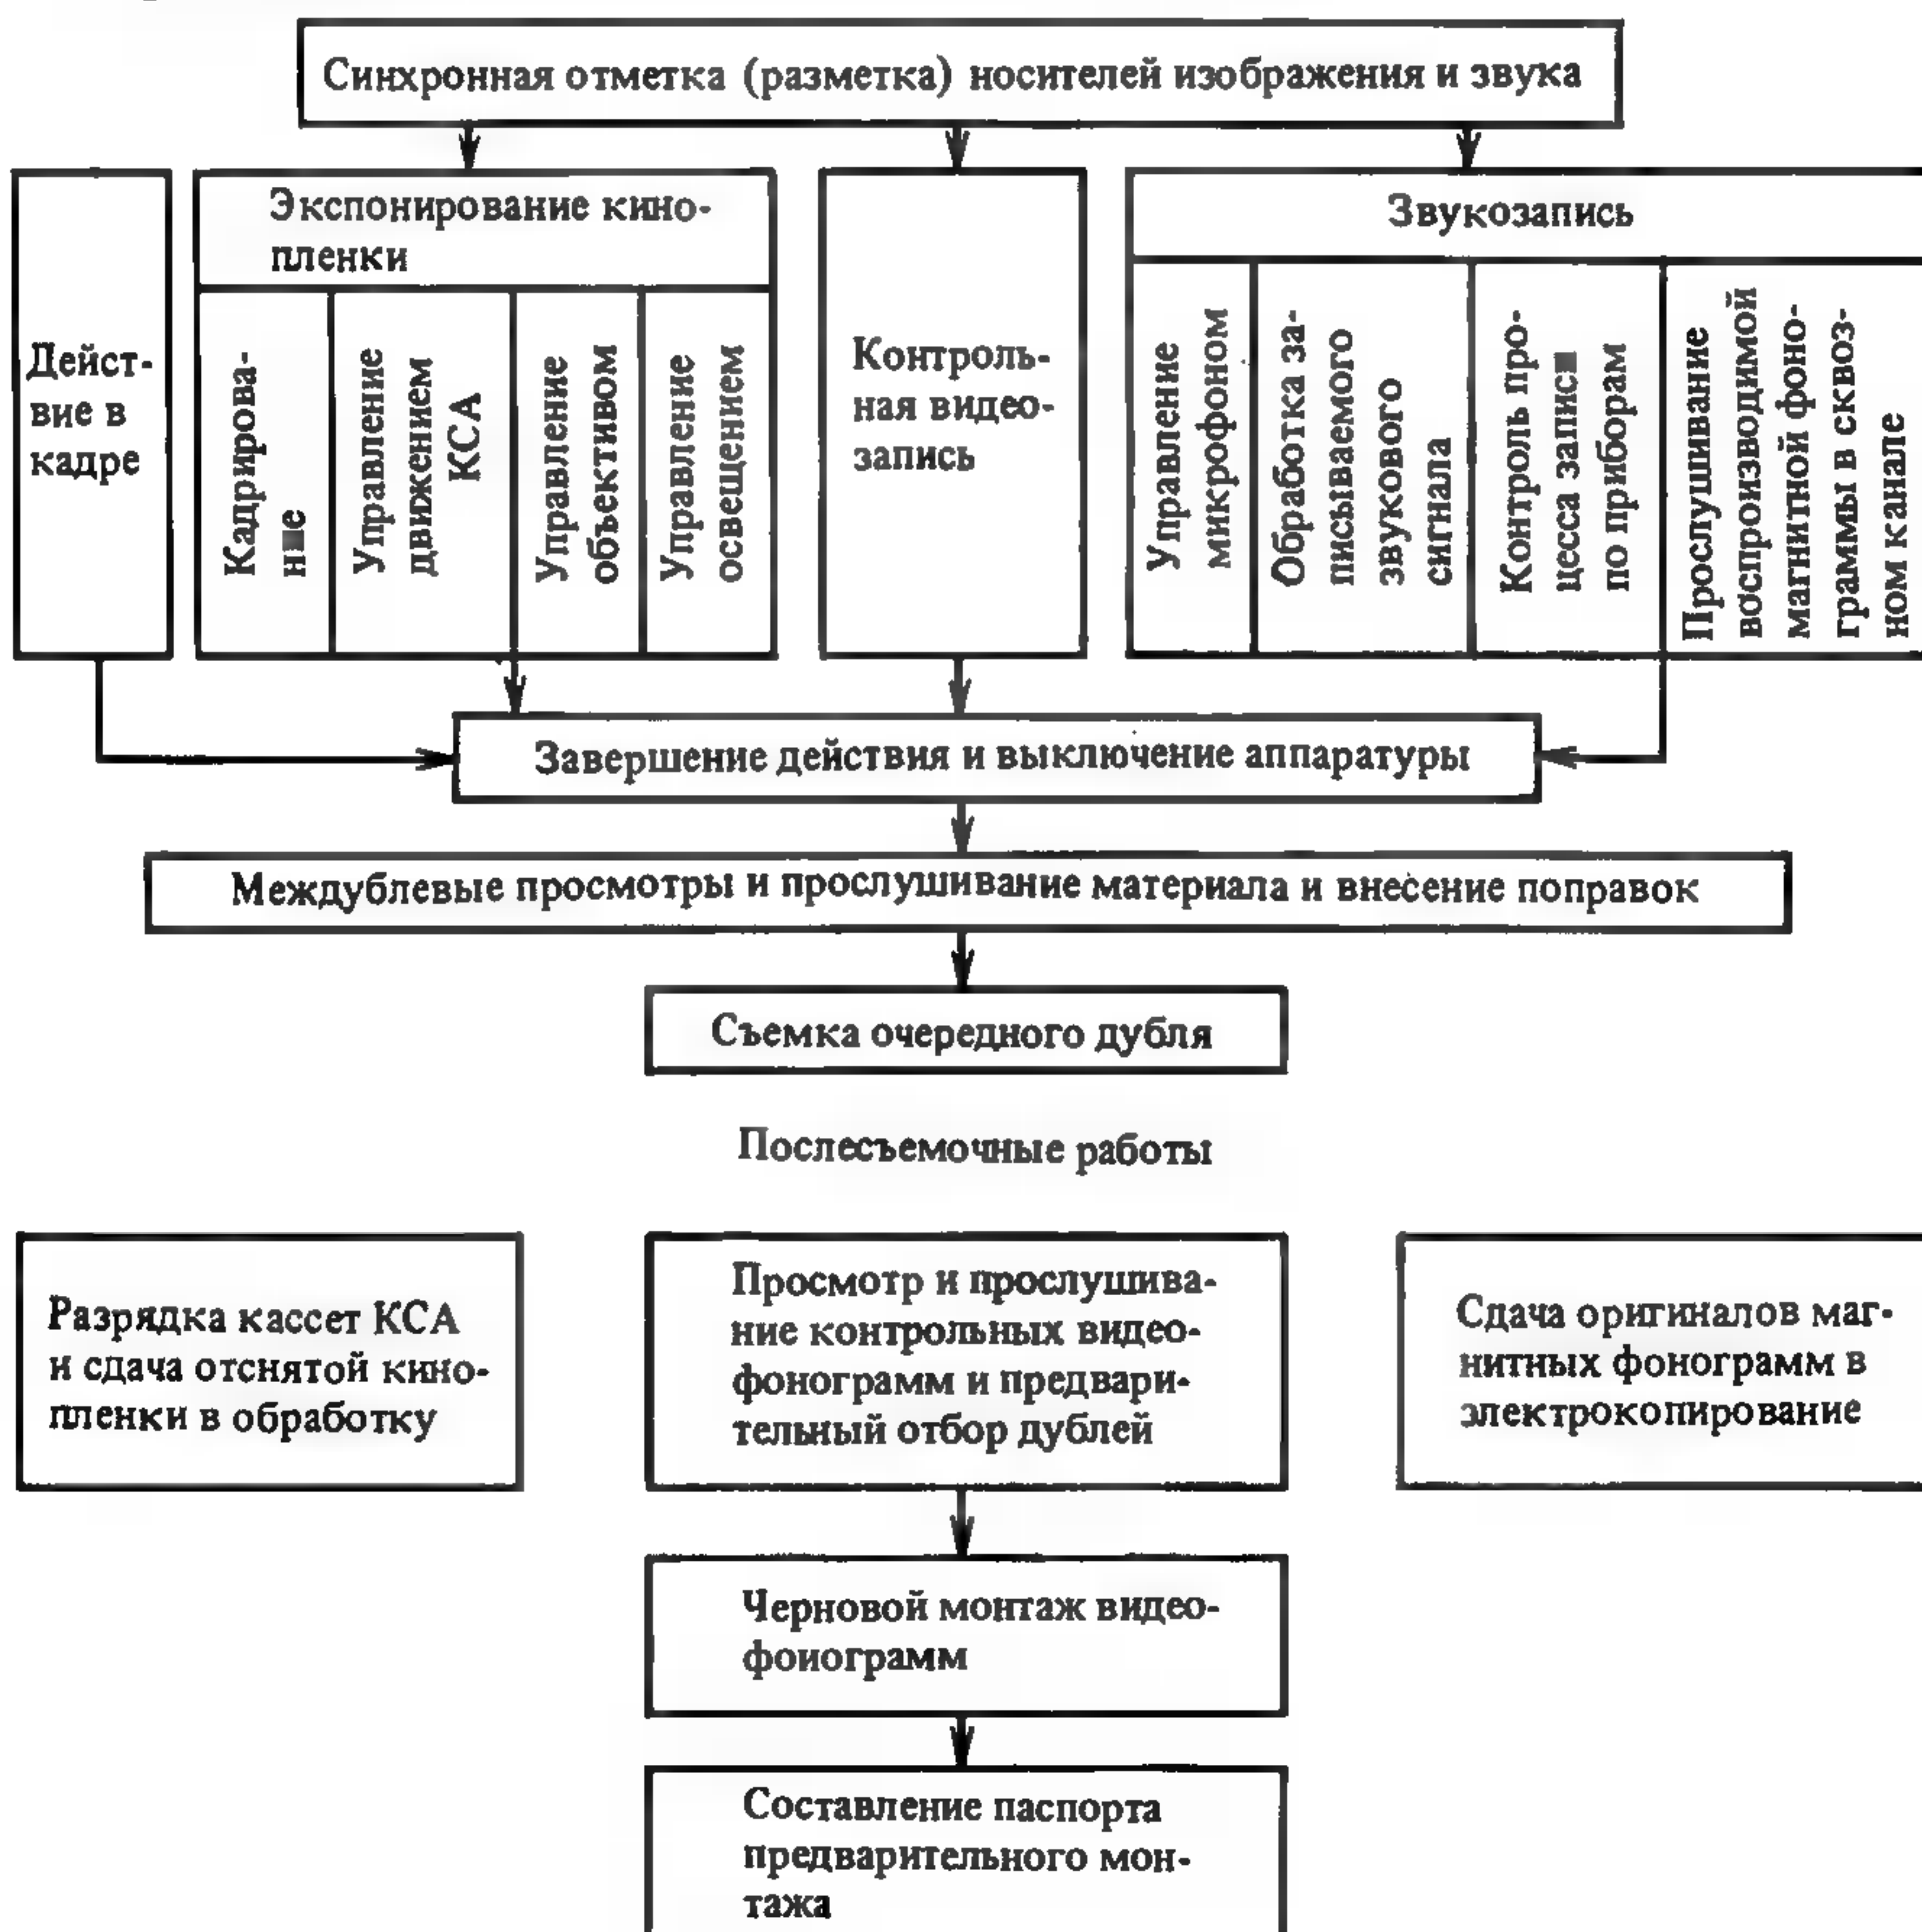 Синхронная отметка (разметка) носителей изображения и звука
Дейст-
вие в
кадре
Экспонирование кино-
пленки
Кадрирова-
ние
Управление
движением
КСА
Управление
объективом
Управление
освещением
Контроль-
ная видео-
запись
Звукозапись
Управление
микрофоном
Обработка за-
писываемого
звукового
сигнала
Контроль про-
цесса записи
по приборам
Прослушивание
воспроизводимой
магнитной фоно-
граммы в сквоз-
ном канале
Завершение действия и выключение аппаратуры
Междублевые просмотры и прослушивание материала и внесение поправок
Съемка очередного дубля
Послесъемочные работы
Разрядка кассет КСА
и сдача отснятой кино-
пленки в обработку
Просмотр и прослушива-
ние контрольных видео-
фонограмм и предвари-
тельный отбор дублей
Сдача оригиналов маг-
нитных фонограмм в
электрокопирование
Черновой монтаж видео-
фонограмм
Составление паспорта
предварительного мон-
тажа